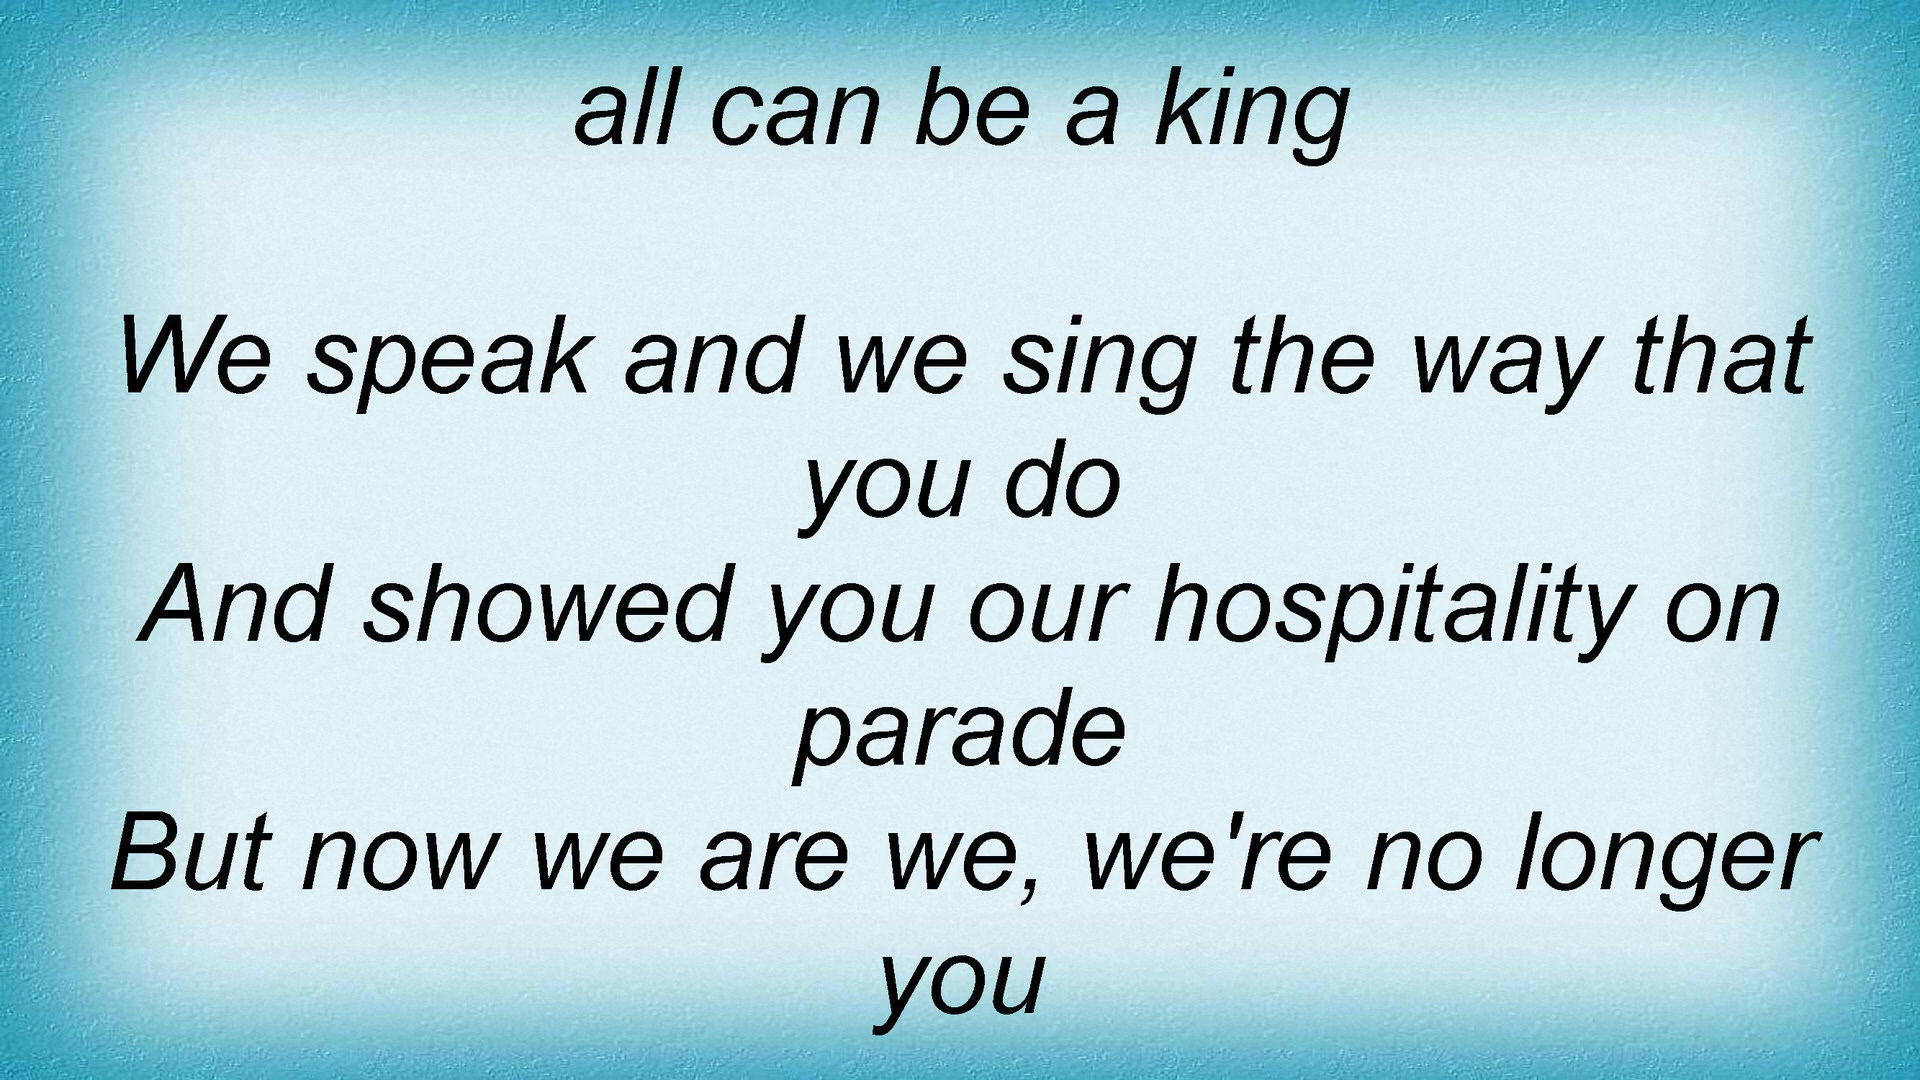 all can be a king
We speak and we sing the way that
you do
And showed you our hospitality on
parade
But now we are we, we're no longer
you